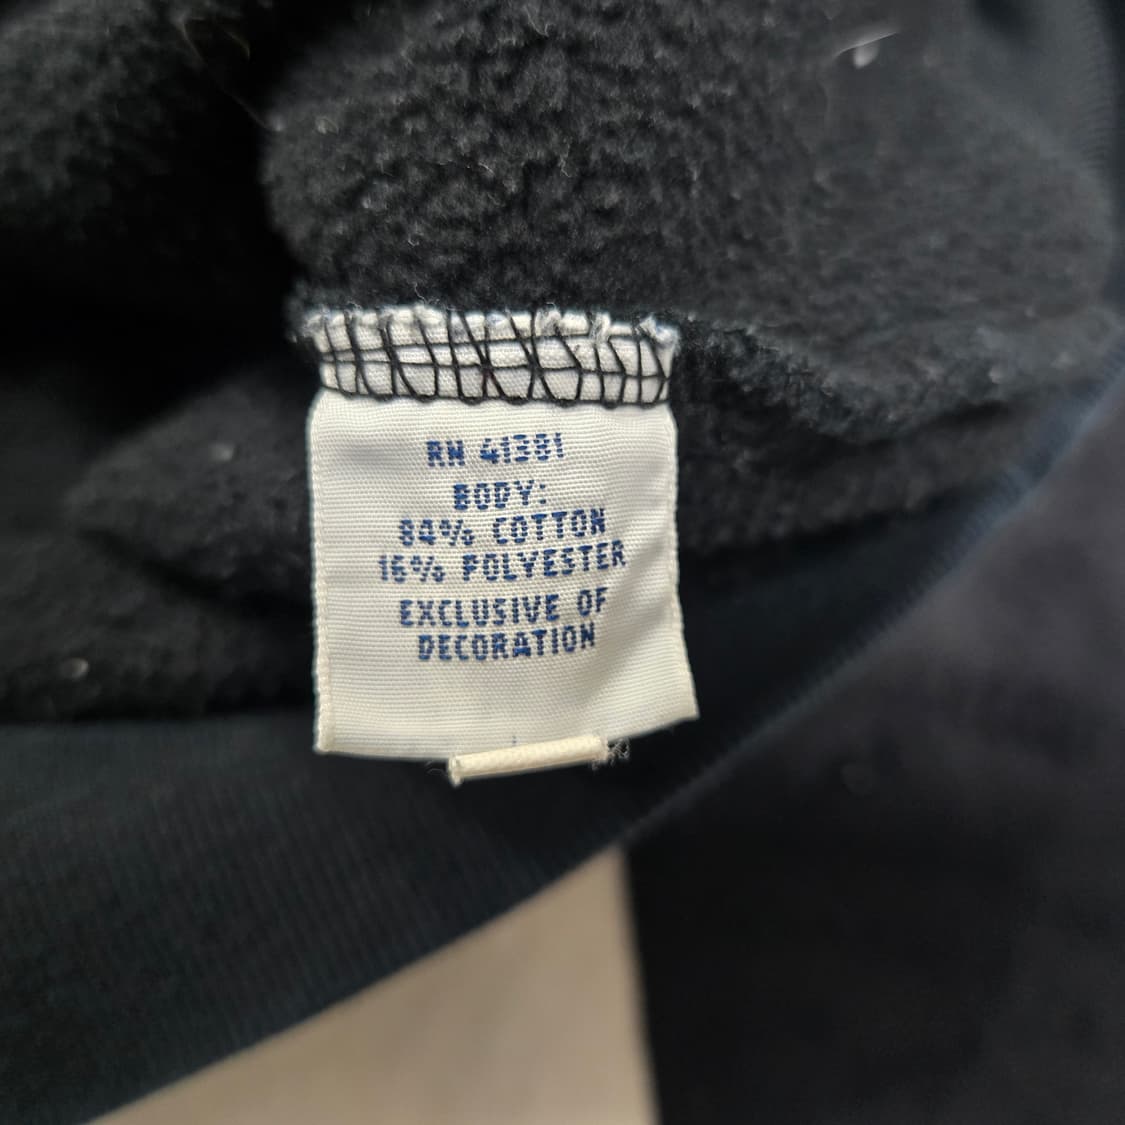 RN 41381
BODY:
84% COTTON
16% POLYESTER
EXCLUSIVE OF
DECORATION